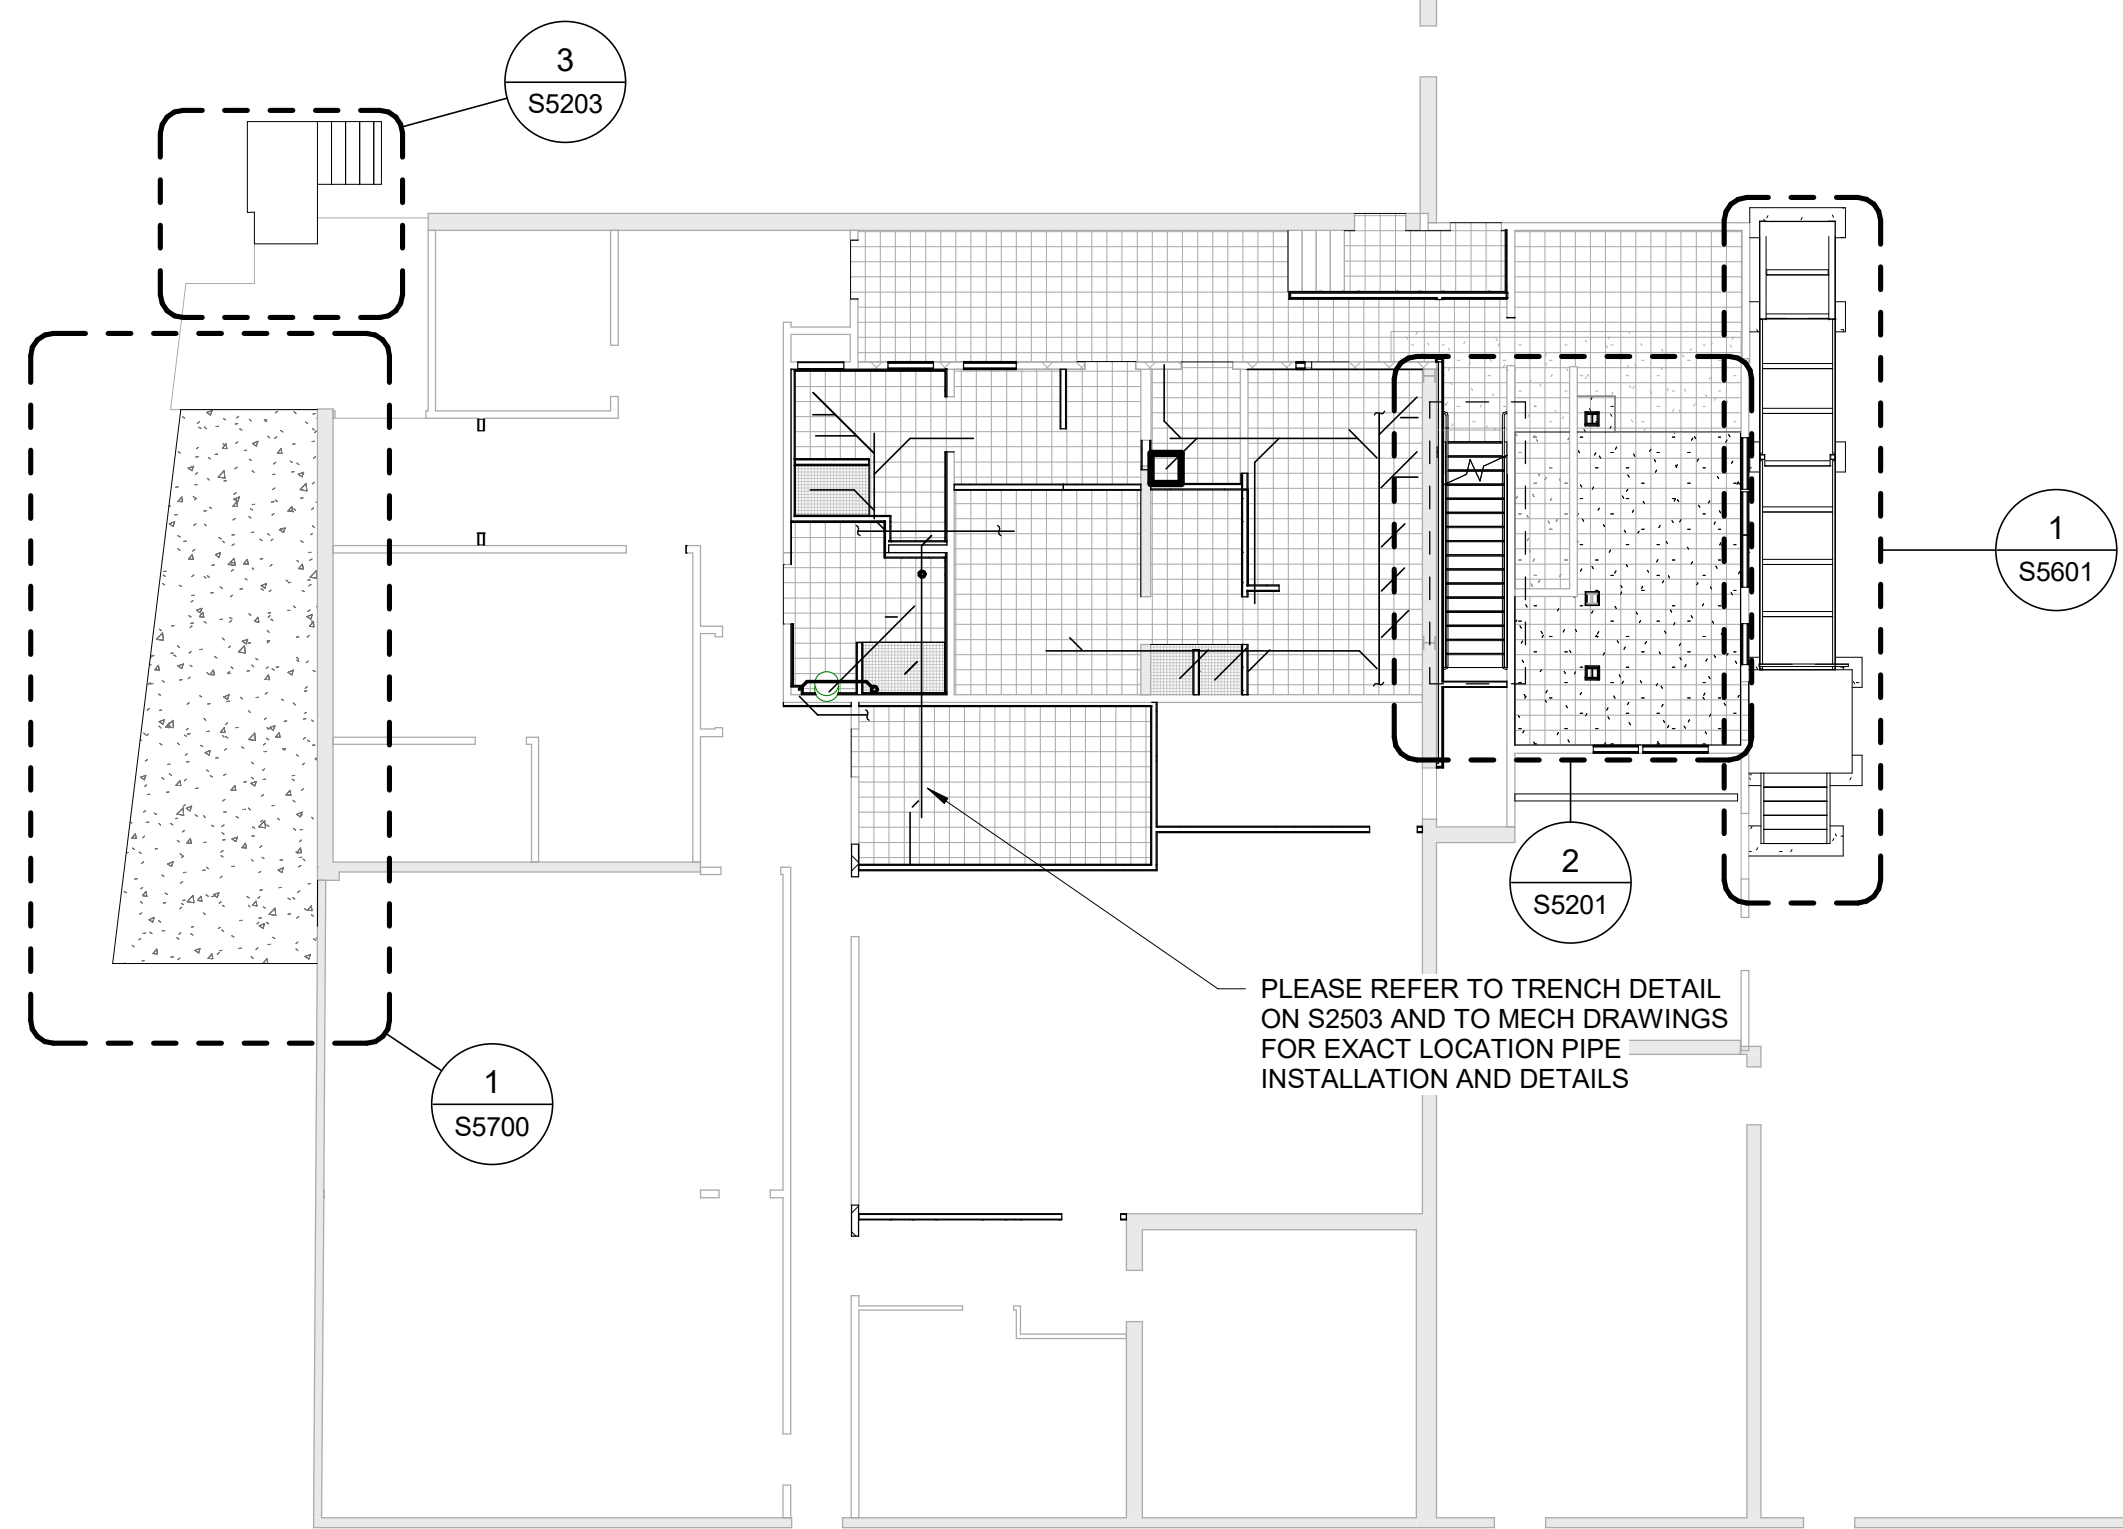 3
S5203
1
S5601
2
S5201
PLEASE REFER TO TRENCH DETAIL
ON S2503 AND TO MECH DRAWINGS
FOR EXACT LOCATION PIPE
INSTALLATION AND DETAILS
1
S5700